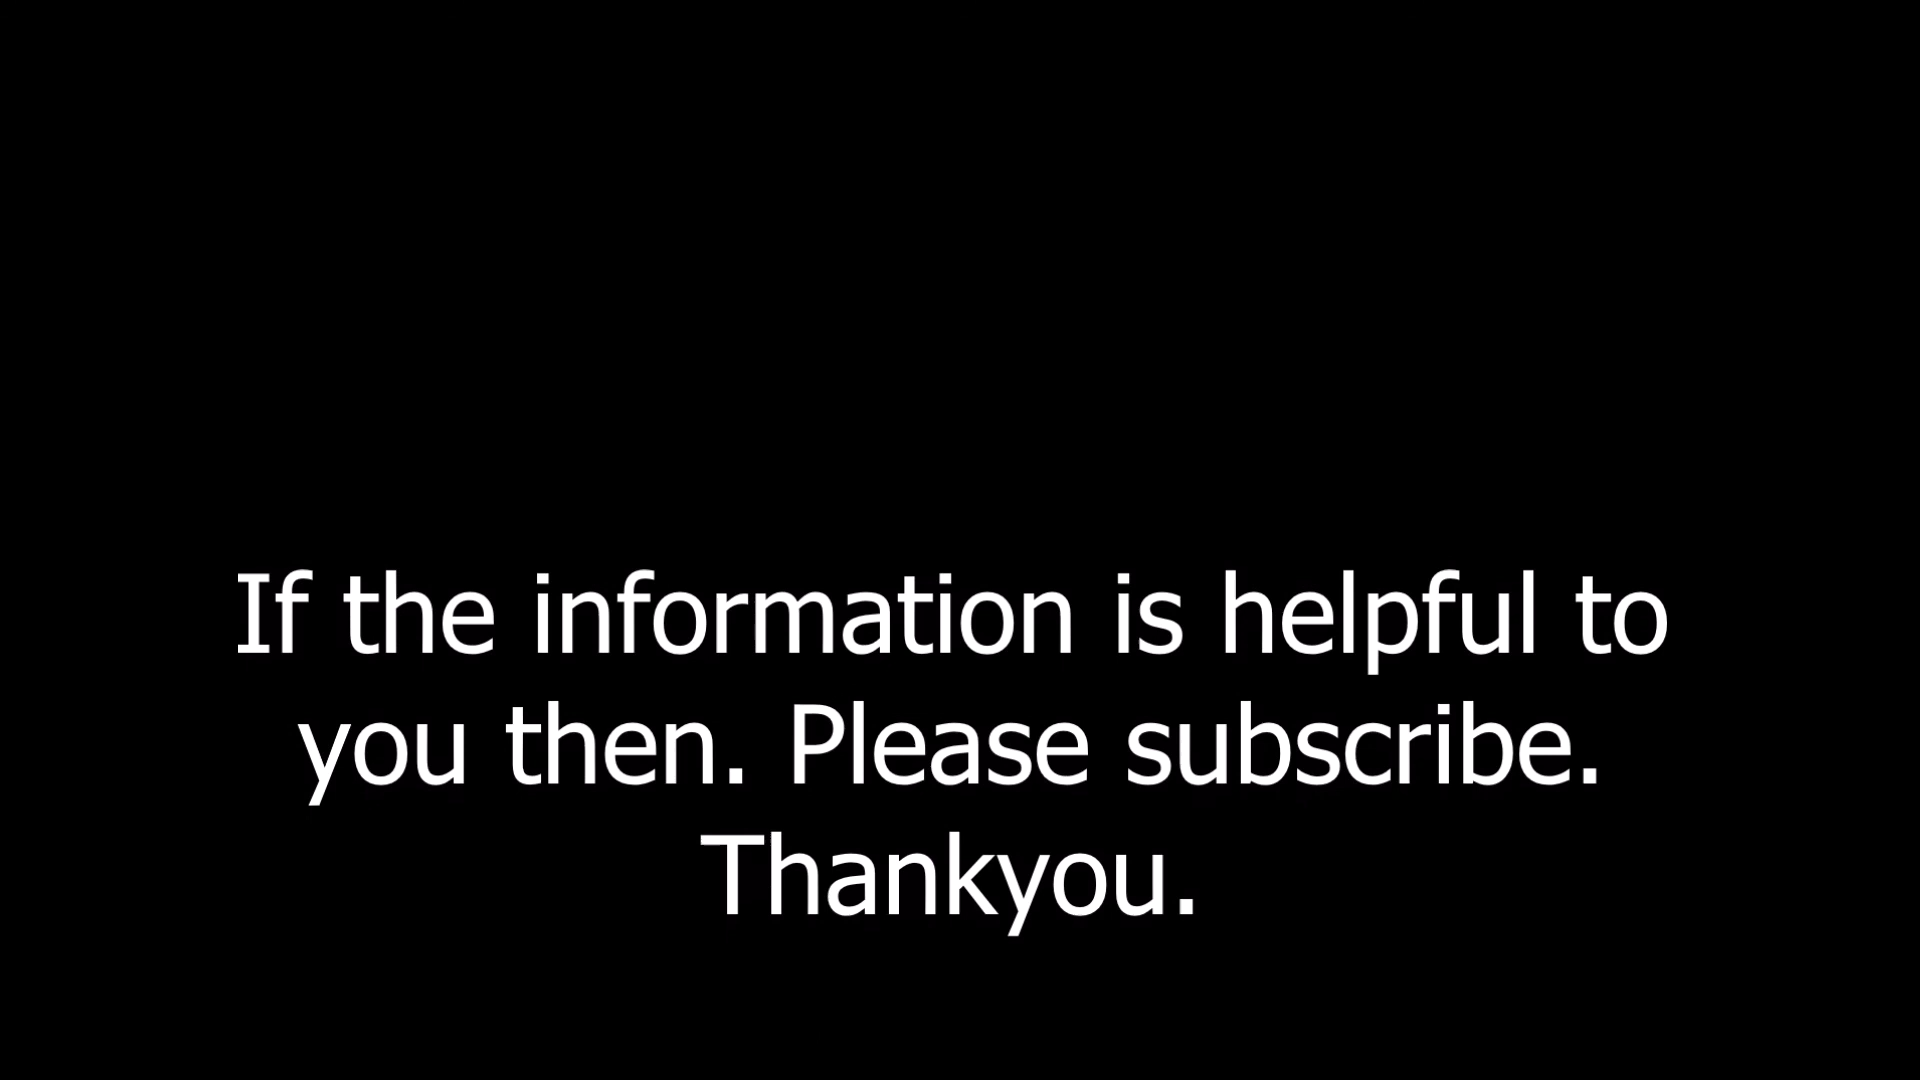 If the information is helpful to
you then. Please subscribe.
Thankyou.